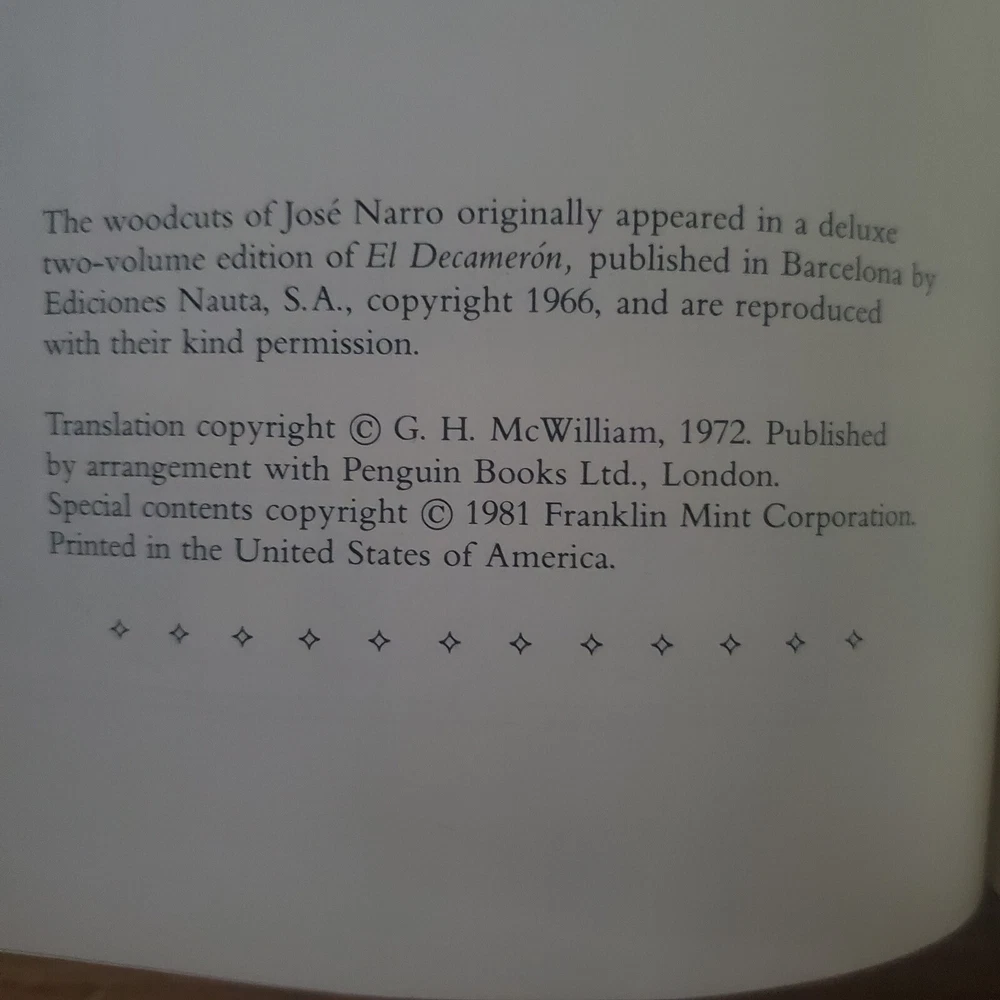 The woodcuts of José Narro originally appeared in a deluxe
two-volume edition of El Decamerón, published in Barcelona by
Ediciones Nauta, S.A., copyright 1966, and are reproduced
with their kind permission.
Translation copyright © G. H. McWilliam, 1972. Published
by arrangement with Penguin Books Ltd., London.
Special contents copyright © 1981 Franklin Mint Corporation.
Printed in the United States of America.